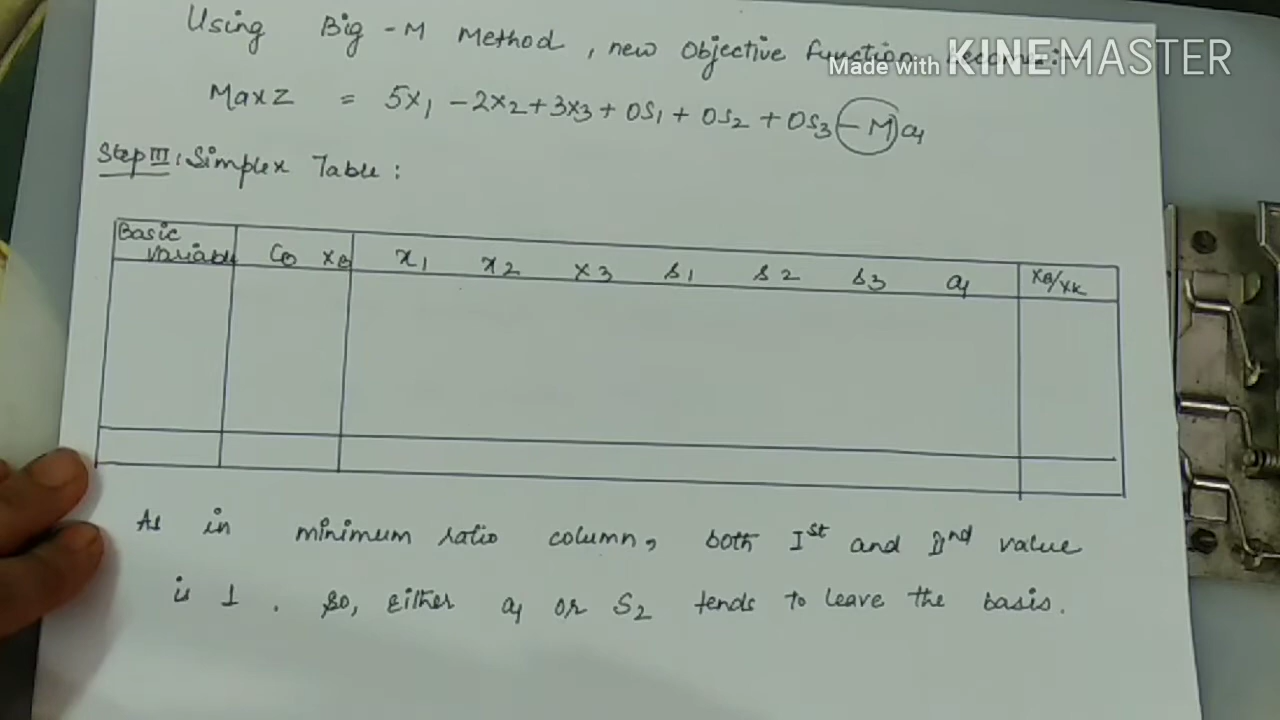 Using Big-M Method, new Objective Function
Made with KINEMASTER
Max Z = 5x1 - 2x2 + 3x3 + 0s1 + 0s2 + 0s3 - M a1
Step III: Simplex Table:
Basic Variable CB XB x1 x2 x3 s1 s2 s3 a1 XB/XK
As in minimum ratio column, both Ist and IInd value
is 1. so, either a1 or S2 tends to leave the basis.